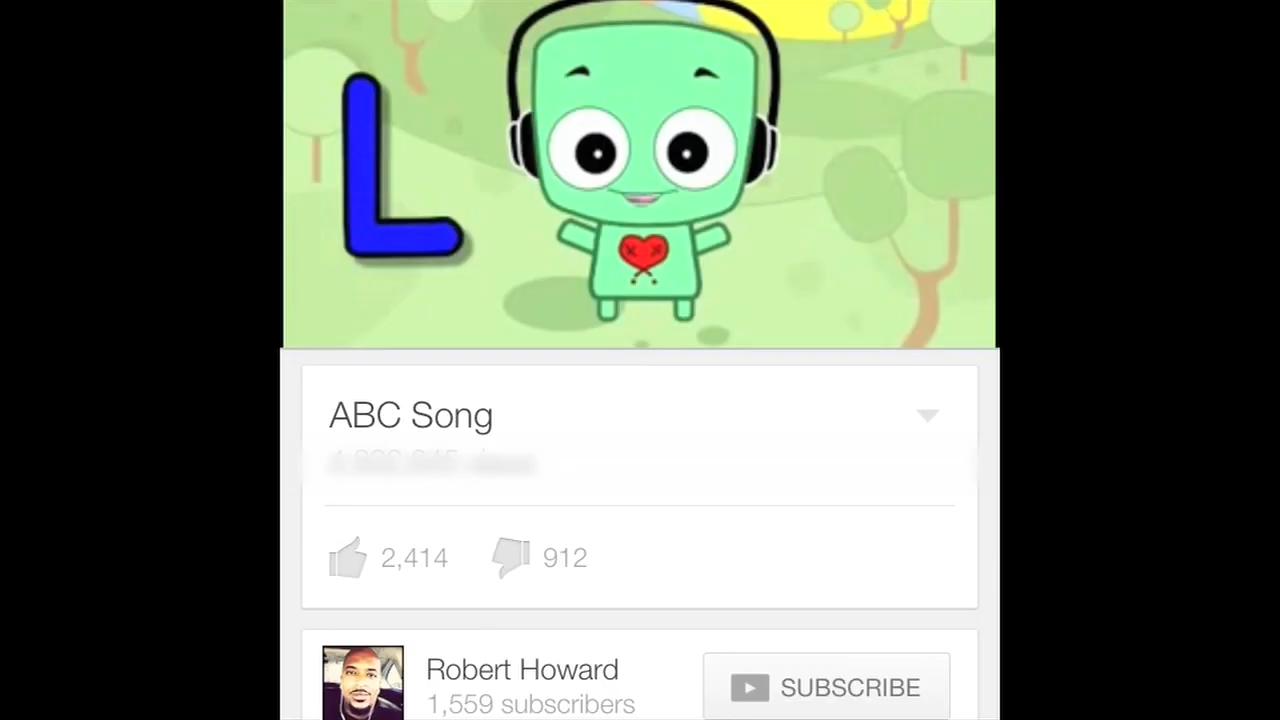 L
ABC Song
2,414
912
Robert Howard
1,559 subscribers
SUBSCRIBE